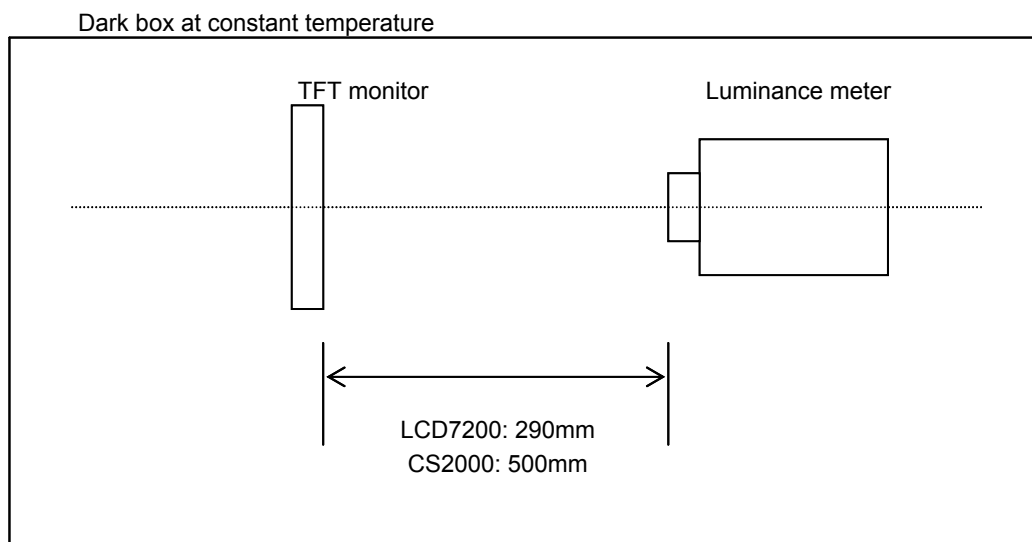 Dark box at constant temperature
TFT monitor
Luminance meter
LCD7200: 290mm
CS2000: 500mm